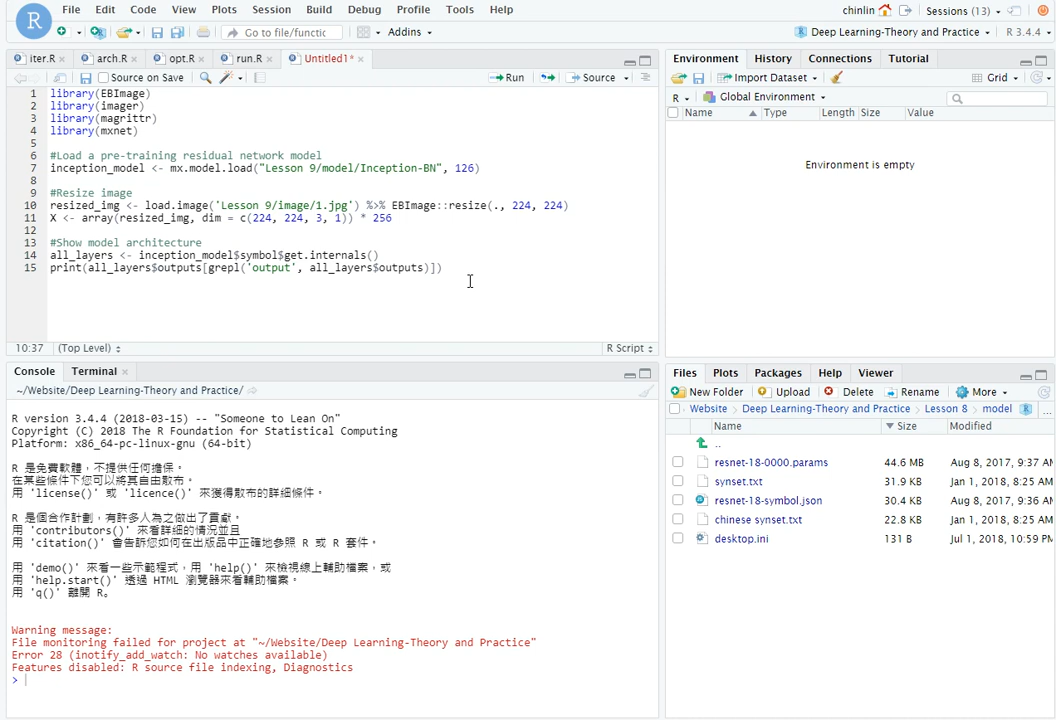 File Edit Code View Plots Session Build Debug Profile Tools Help
chinlin Sessions (13)
Go to file/functic Addins
Deep Learning-Theory and Practice R 3.4.4
iter.R arch.R opt.R run.R Untitled1*
Source on Save Run Source
1 library(EBImage)
2 library(imager)
3 library(magrittr)
4 library(mxnet)
5
6 #Load a pre-training residual network model
7 inception_model <- mx.model.load("Lesson 9/model/Inception-BN", 126)
8
9 #Resize image
10 resized_img <- load.image('Lesson 9/image/1.jpg') %>% EBImage::resize(., 224, 224)
11 X <- array(resized_img, dim = c(224, 224, 3, 1)) * 256
12
13 #Show model architecture
14 all_layers <- inception_model$symbol$get.internals()
15 print(all_layers$outputs[grepl('output', all_layers$outputs)])
10:37 (Top Level) R Script
Console Terminal
~/Website/Deep Learning-Theory and Practice/
R version 3.4.4 (2018-03-15) -- "Someone to Lean On"
Copyright (C) 2018 The R Foundation for Statistical Computing
Platform: x86_64-pc-linux-gnu (64-bit)
R 是免費軟體，不提供任何擔保。
在某些條件下您可以將其自由散布。
用 'license()' 或 'licence()' 來獲得散布的詳細條件。
R 是個合作計劃，有許多人為之做出了貢獻。
用 'contributors()' 來看詳細的情況並且
用 'citation()' 會告訴您如何在出版品中正確地參照 R 或 R 套件。
用 'demo()' 來看一些示範程式，用 'help()' 來檢視線上輔助檔案，或
用 'help.start()' 透過 HTML 瀏覽器來看輔助檔案。
用 'q()' 離開 R。
Warning message:
File monitoring failed for project at "~/Website/Deep Learning-Theory and Practice"
Error 28 (inotify_add_watch: No watches available)
Features disabled: R source file indexing, Diagnostics
>
Environment History Connections Tutorial
Import Dataset Grid
R Global Environment
Name Type Length Size Value
Environment is empty
Files Plots Packages Help Viewer
New Folder Upload Delete Rename More
Website Deep Learning-Theory and Practice Lesson 8 model ...
Name Size Modified
..
resnet-18-0000.params 44.6 MB Aug 8, 2017, 9:37 AM
synset.txt 31.9 KB Jan 1, 2018, 8:25 AM
resnet-18-symbol.json 30.4 KB Aug 8, 2017, 9:36 AM
chinese synset.txt 22.8 KB Jan 1, 2018, 8:25 AM
desktop.ini 131 B Jul 1, 2018, 10:59 PM